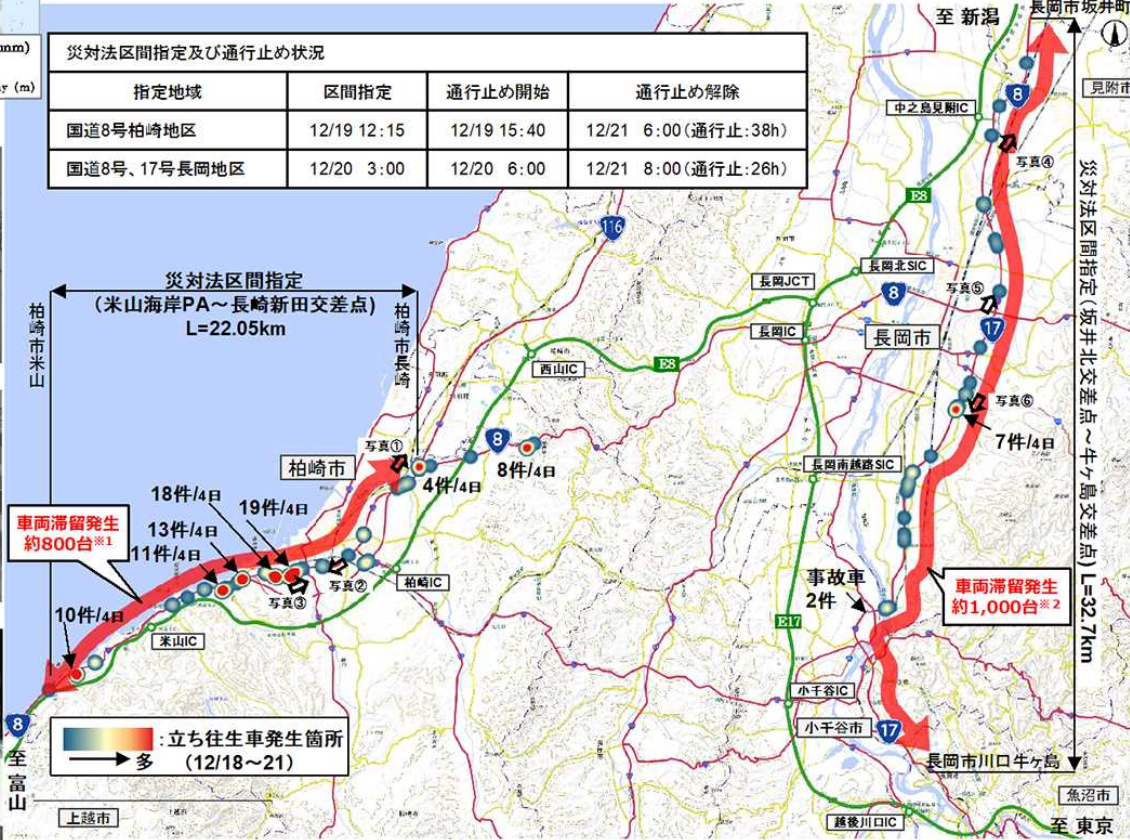 至 新潟
長岡市坂井町
見附市
災対法区間指定及び通行止め状況
指定地域 区間指定 通行止め開始 通行止め解除
国道8号柏崎地区 12/19 12:15 12/19 15:40 12/21 6:00(通行止:38h)
国道8号、17号長岡地区 12/20 3:00 12/20 6:00 12/21 8:00(通行止:26h)
8
中之島見附IC
写真④
E8
116
災対法区間指定
(米山海岸PA~長崎新田交差点)
L=22.05km
柏崎市米山
柏崎市長崎
長岡北SIC
長岡JCT
8
写真⑤
17
長岡IC
長岡市
E8
西山IC
写真⑥
7件/4日
災対法区間指定(坂井北交差点~牛ヶ島交差点) L=32.7km
8
8件/4日
写真①
4件/4日
柏崎市
長岡南越路SIC
18件/4日
19件/4日
13件/4日
11件/4日
車両滞留発生
約800台※1
写真②
写真③
柏崎IC
10件/4日
米山IC
事故車
2件
車両滞留発生
約1,000台※2
E17
小千谷IC
小千谷市
17
長岡市川口牛ヶ島
8
至 富山
:立ち往生車発生箇所
多 (12/18~21)
上越市
魚沼市
越後川口IC
至 東京